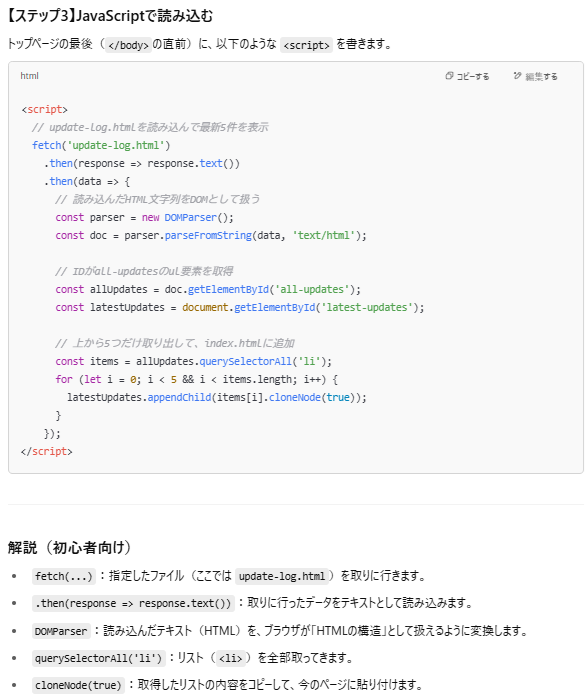 【ステップ3】JavaScriptで読み込む
トップページの最後（</body>の直前）に、以下のような <script> を書きます。
html
コピーする
編集する
<script>
  // update-log.htmlを読み込んで最新5件を表示
  fetch('update-log.html')
    .then(response => response.text())
    .then(data => {
      // 読み込んだHTML文字列をDOMとして扱う
      const parser = new DOMParser();
      const doc = parser.parseFromString(data, 'text/html');

      // IDがall-updatesのul要素を取得
      const allUpdates = doc.getElementById('all-updates');
      const latestUpdates = document.getElementById('latest-updates');

      // 上から5つだけ取り出して、index.htmlに追加
      const items = allUpdates.querySelectorAll('li');
      for (let i = 0; i < 5 && i < items.length; i++) {
        latestUpdates.appendChild(items[i].cloneNode(true));
      }
    });
</script>
解説（初心者向け）
• fetch(...)：指定したファイル（ここでは update-log.html）を取りに行きます。
• .then(response => response.text())：取りに行ったデータをテキストとして読み込みます。
• DOMParser：読み込んだテキスト（HTML）を、ブラウザが「HTMLの構造」として扱えるように変換します。
• querySelectorAll('li')：リスト（<li>）を全部取ってきます。
• cloneNode(true)：取得したリストの内容をコピーして、今のページに貼り付けます。